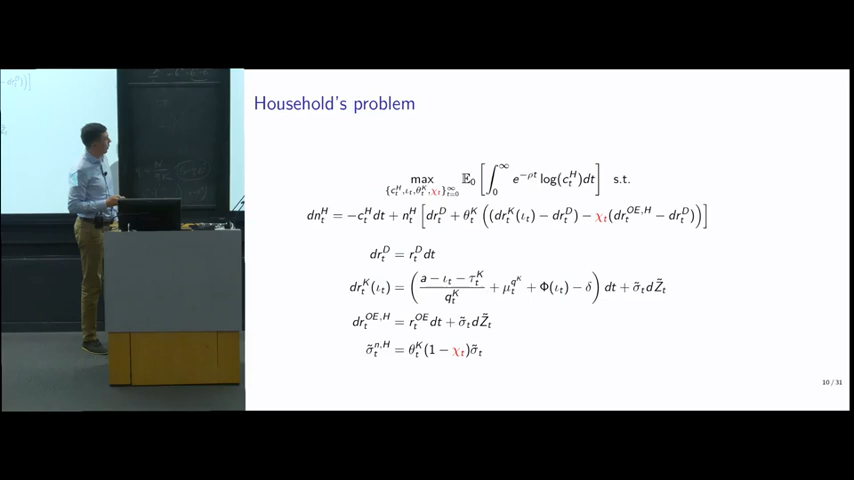 Household's problem
max_{\{c_t^H, ι_t, θ_t^K, χ_t\}_{t=0}^∞} 𝔼_0 [ ∫_0^∞ e^{-ρt} log(c_t^H)dt ] s.t.
dn_t^H = −c_t^H dt + n_t^H [ dr_t^D + θ_t^K ( (dr_t^K(ι_t) − dr_t^D) − χ_t(dr_t^{OE,H} − dr_t^D) ) ]
dr_t^D = r_t^D dt
dr_t^K(ι_t) = ( \frac{a − ι_t − τ_t^K}{q_t^K} + μ_t^{q^K} + Φ(ι_t) − δ ) dt + σ̃_t dZ̃_t
dr_t^{OE,H} = r_t^{OE} dt + σ̃_t dZ̃_t
σ̃_t^{n,H} = θ_t^K(1 − χ_t)σ̃_t
10 / 31